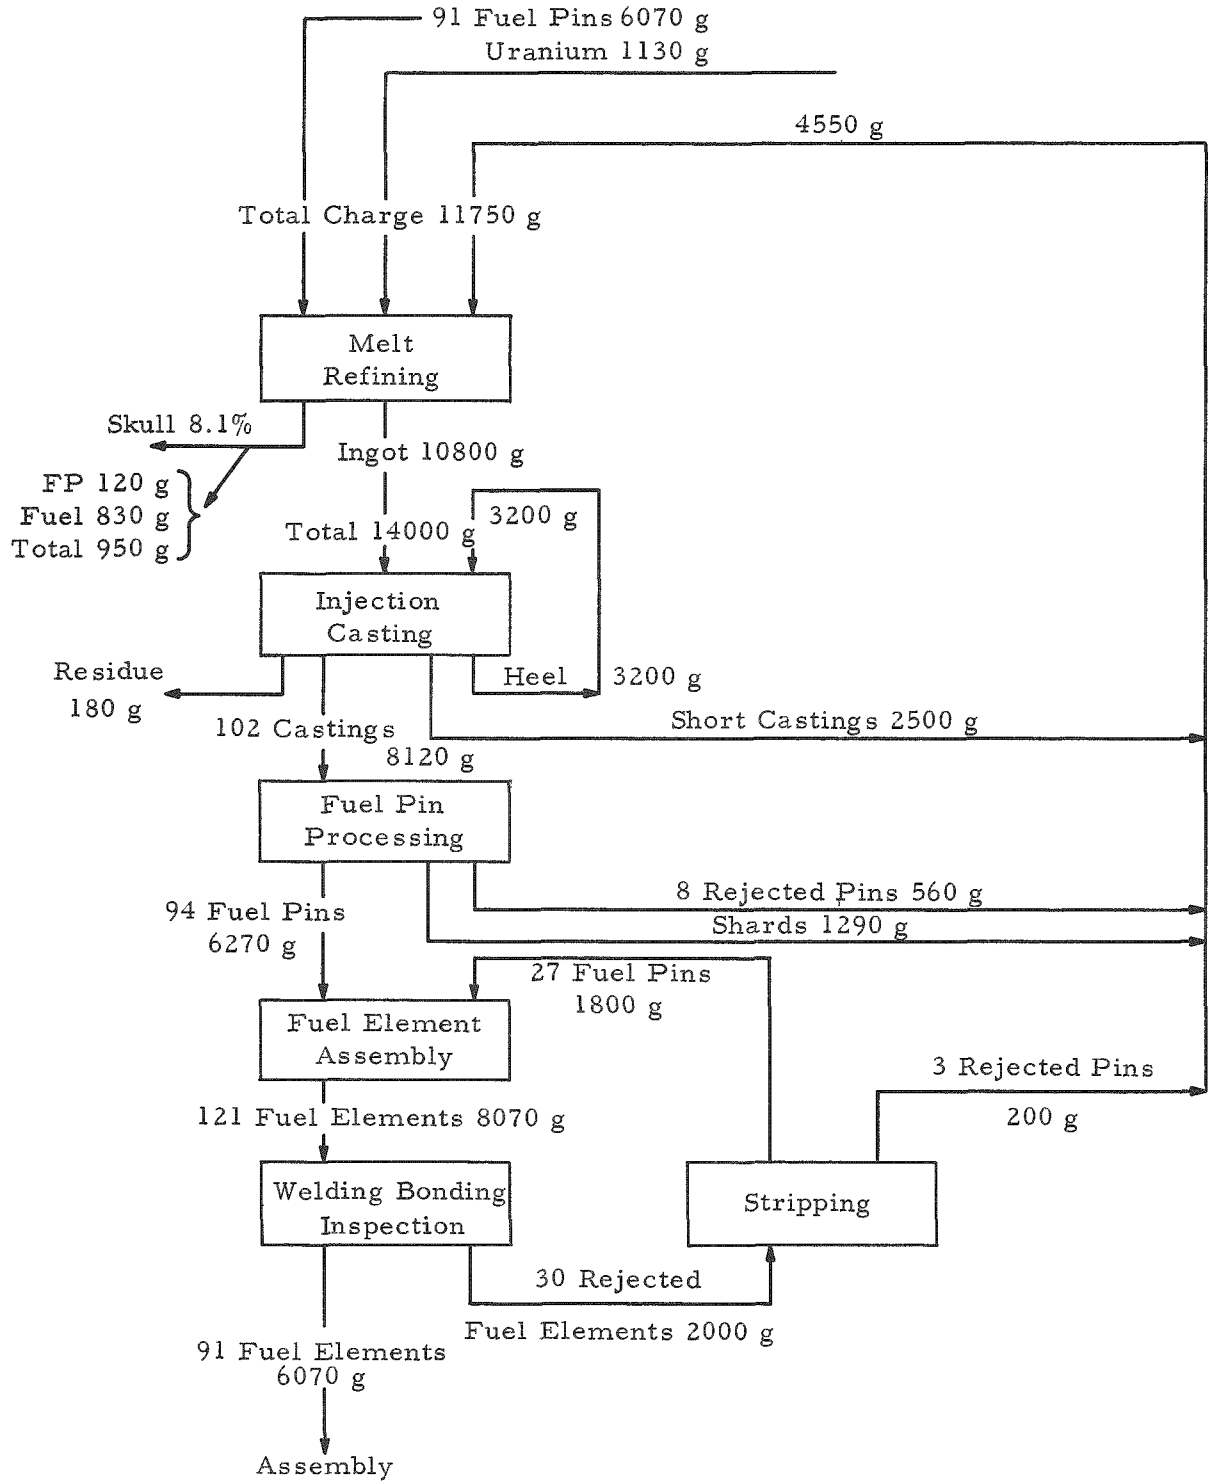 91 Fuel Pins 6070 g
Uranium 1130 g
4550 g
Total Charge 11750 g
Melt
Refining
Skull 8.1%
Ingot 10800 g
FP 120 g
Fuel 830 g
Total 950 g
3200 g
Total 14000 g
Injection
Casting
Residue
180 g
Heel 3200 g
102 Castings
8120 g
Short Castings 2500 g
Fuel Pin
Processing
8 Rejected Pins 560 g
94 Fuel Pins
6270 g
Shards 1290 g
27 Fuel Pins
1800 g
Fuel Element
Assembly
3 Rejected Pins
200 g
121 Fuel Elements 8070 g
Welding Bonding
Inspection
Stripping
30 Rejected
Fuel Elements 2000 g
91 Fuel Elements
6070 g
Assembly